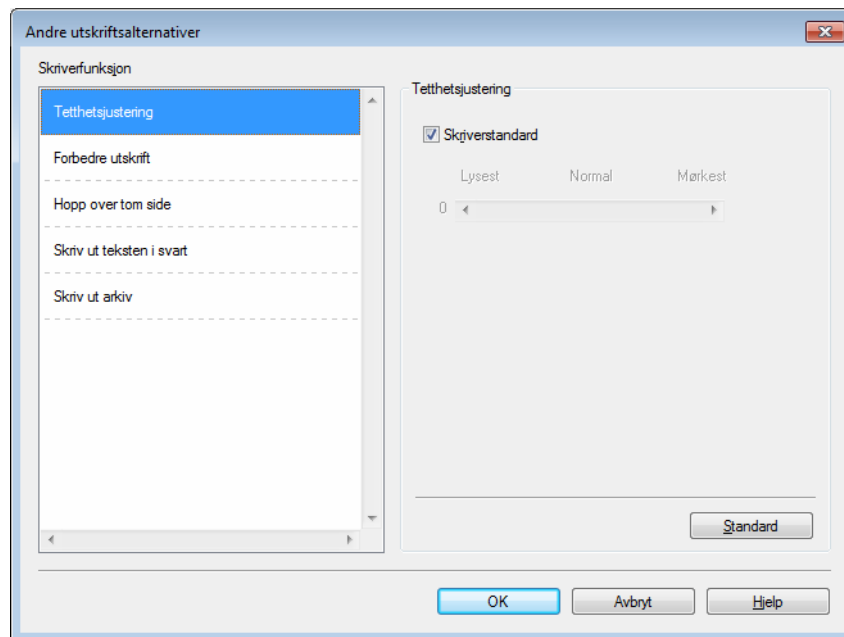 Andre utskriftsalternativer
Skriverfunksjon
Tetthetsjustering
Forbedre utskrift
Hopp over tom side
Skriv ut teksten i svart
Skriv ut arkiv
Tetthetsjustering
Skriverstandard
Lysest Normal Mørkest
0
Standard
OK Avbryt Hjelp